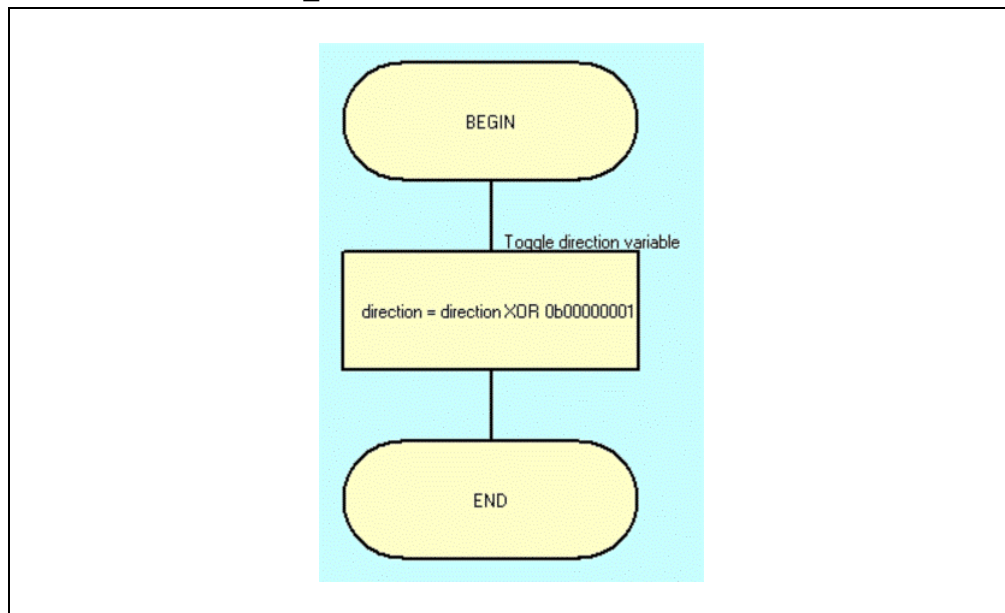 BEGIN
Toggle direction variable
direction = direction XOR 0b00000001
END